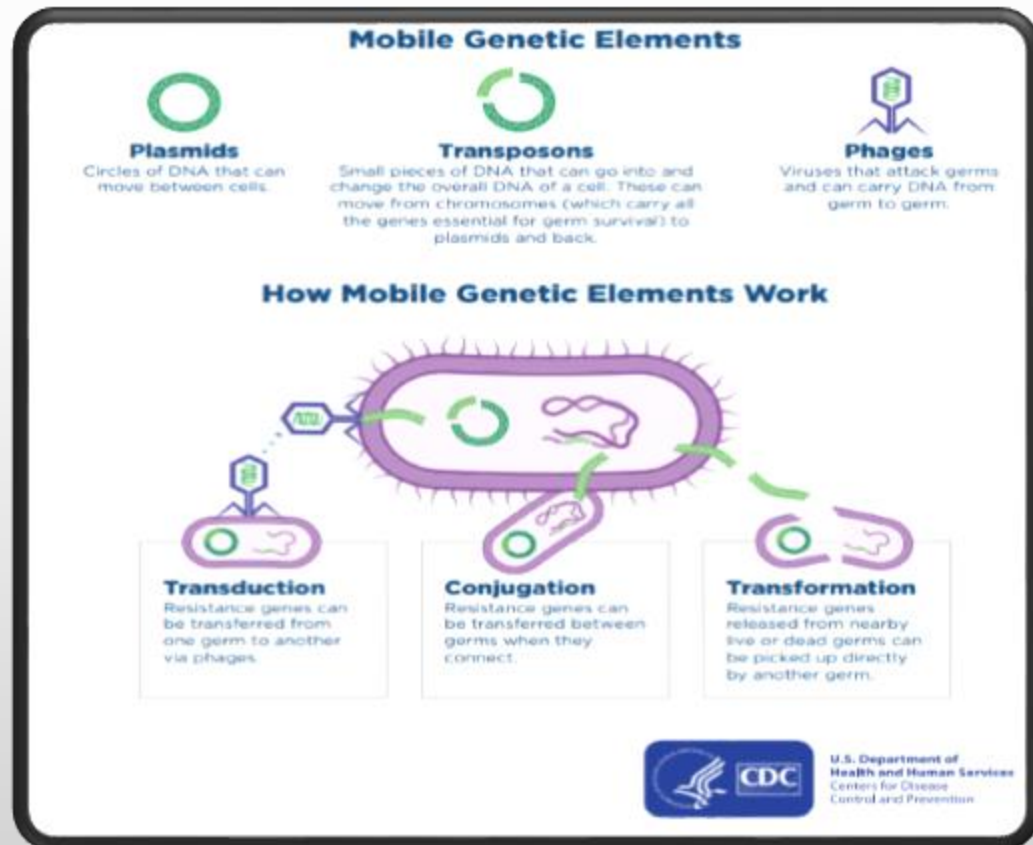 Mobile Genetic Elements
Plasmids
Circles of DNA that can
move between cells.
Transposons
Small pieces of DNA that can go into and
change the overall DNA of a cell. These can
move from chromosomes (which carry all
the genes essential for germ survival) to
plasmids and back.
Phages
Viruses that attack germs
and can carry DNA from
germ to germ.
How Mobile Genetic Elements Work
Transduction
Resistance genes can
be transferred from
one germ to another
via phages.
Conjugation
Resistance genes can
be transferred between
germs when they
connect.
Transformation
Resistance genes
released from nearby
live or dead germs can
be picked up directly
by another germ.
CDC
U.S. Department of
Health and Human Services
Centers for Disease
Control and Prevention